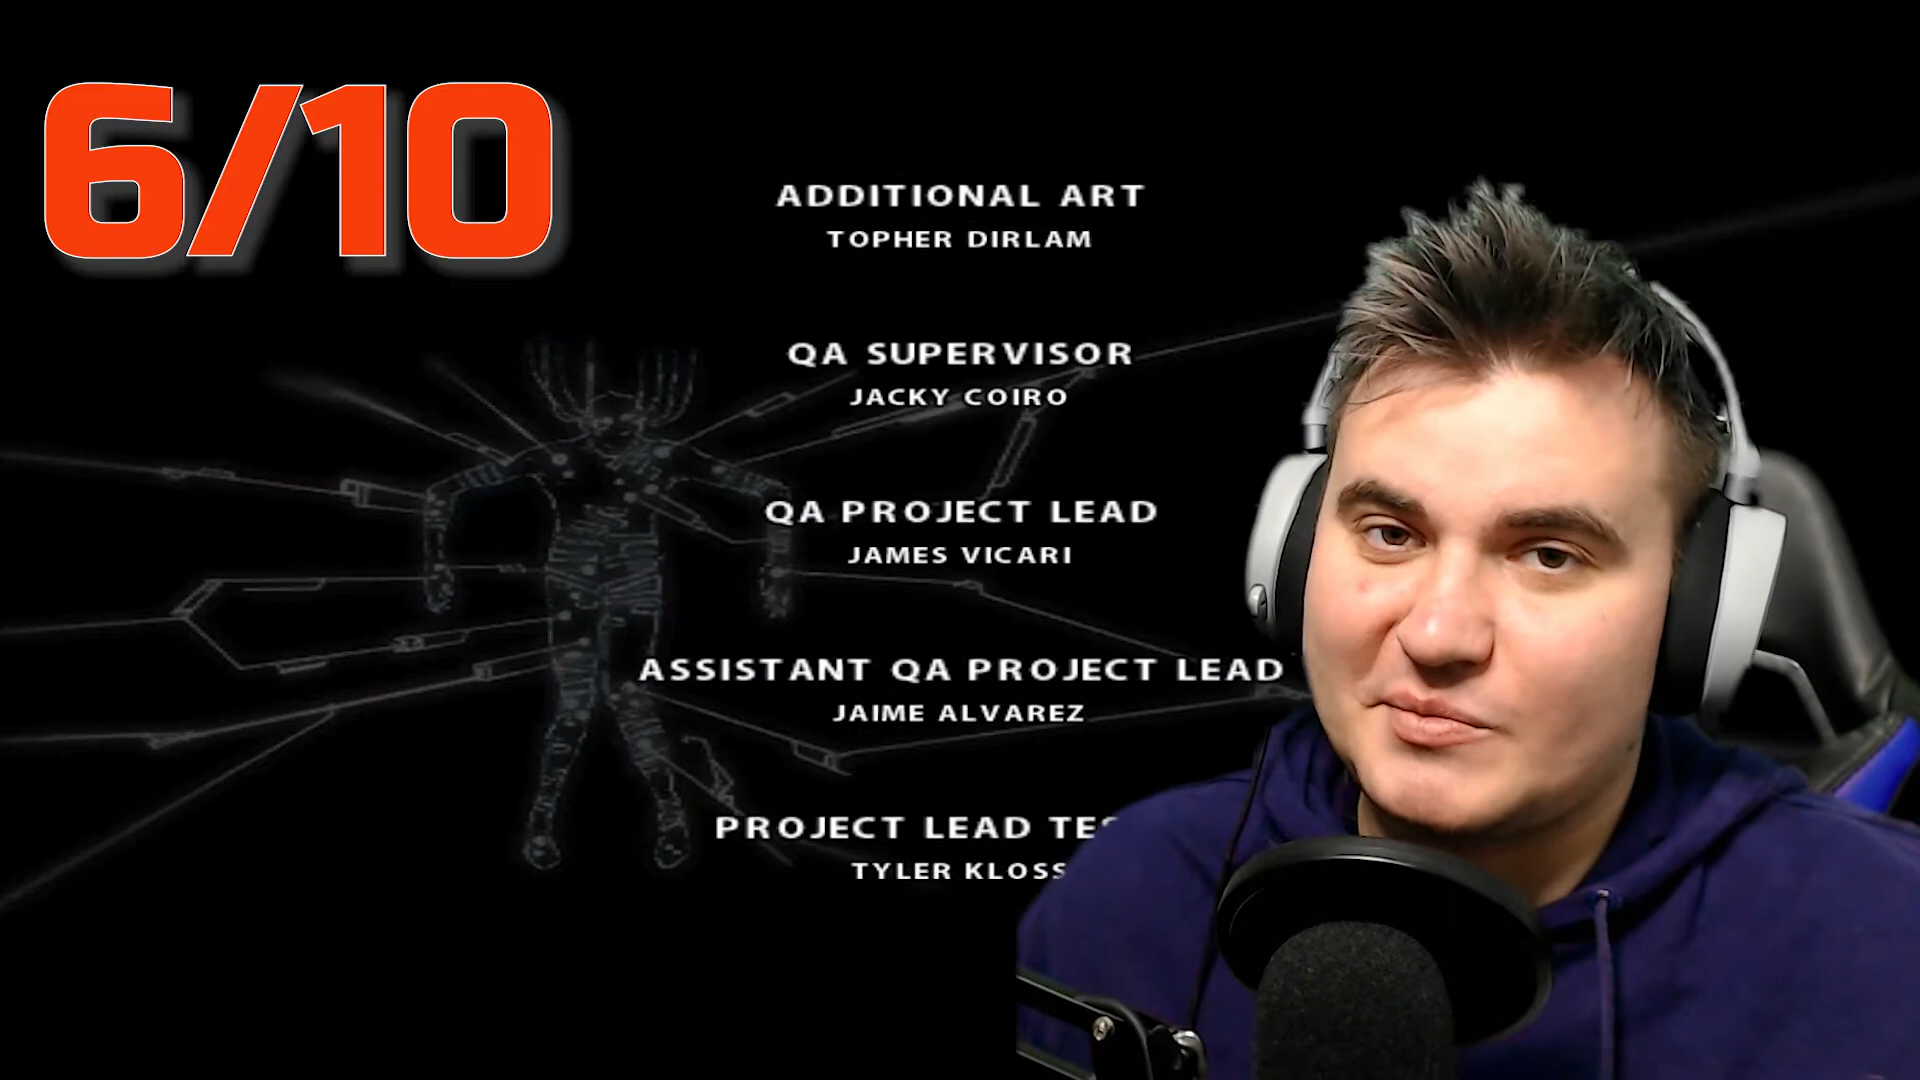 6/10
ADDITIONAL ART
TOPHER DIRLAM
QA SUPERVISOR
JACKY COIRO
QA PROJECT LEAD
JAMES VICARI
ASSISTANT QA PROJECT LEAD
JAIME ALVAREZ
PROJECT LEAD
TYLER KLOSS